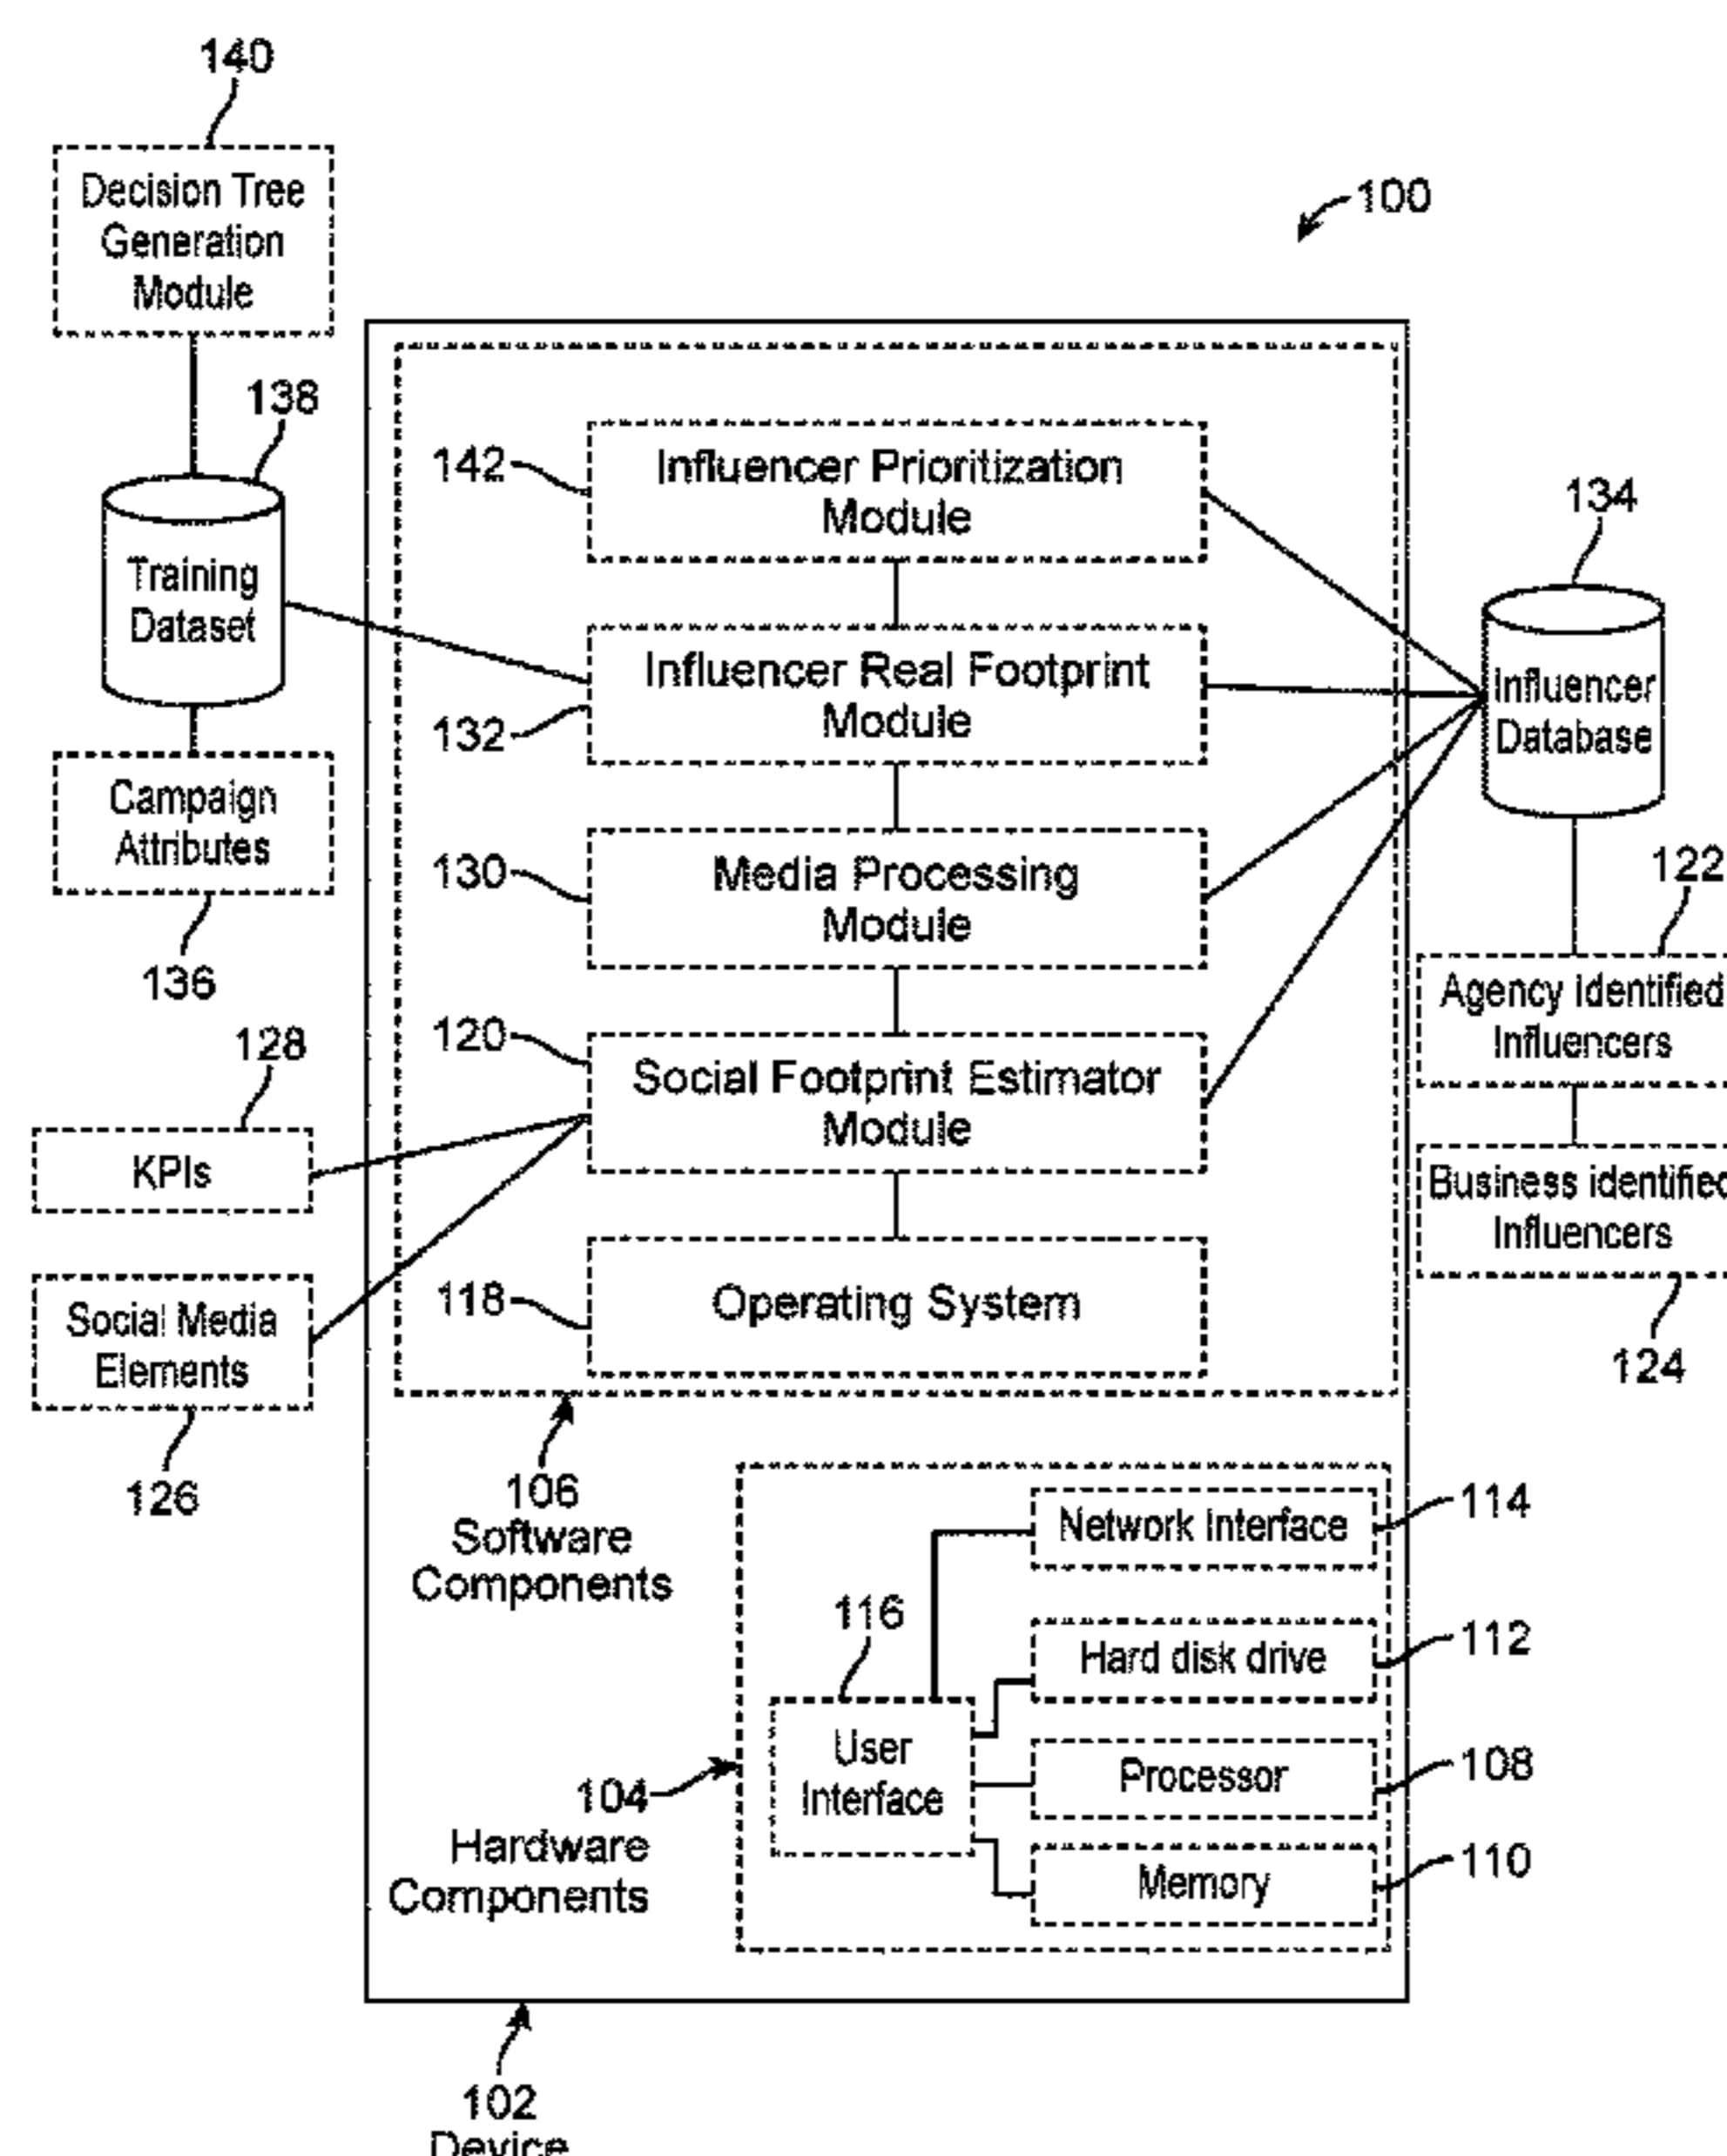 140
Decision Tree
Generation
Module
100
138
Training
Dataset
Campaign
Attributes
136
128
KPIs
Social Media
Elements
126
142
Influencer Prioritization
Module
132
Influencer Real Footprint
Module
130
Media Processing
Module
120
Social Footprint Estimator
Module
118
Operating System
106
Software
Components
134
Influencer
Database
122
Agency identified
Influencers
Business identified
Influencers
124
Network Interface
114
Hard disk drive
112
116
User
Interface
Processor
108
Memory
110
104
Hardware
Components
102
Device